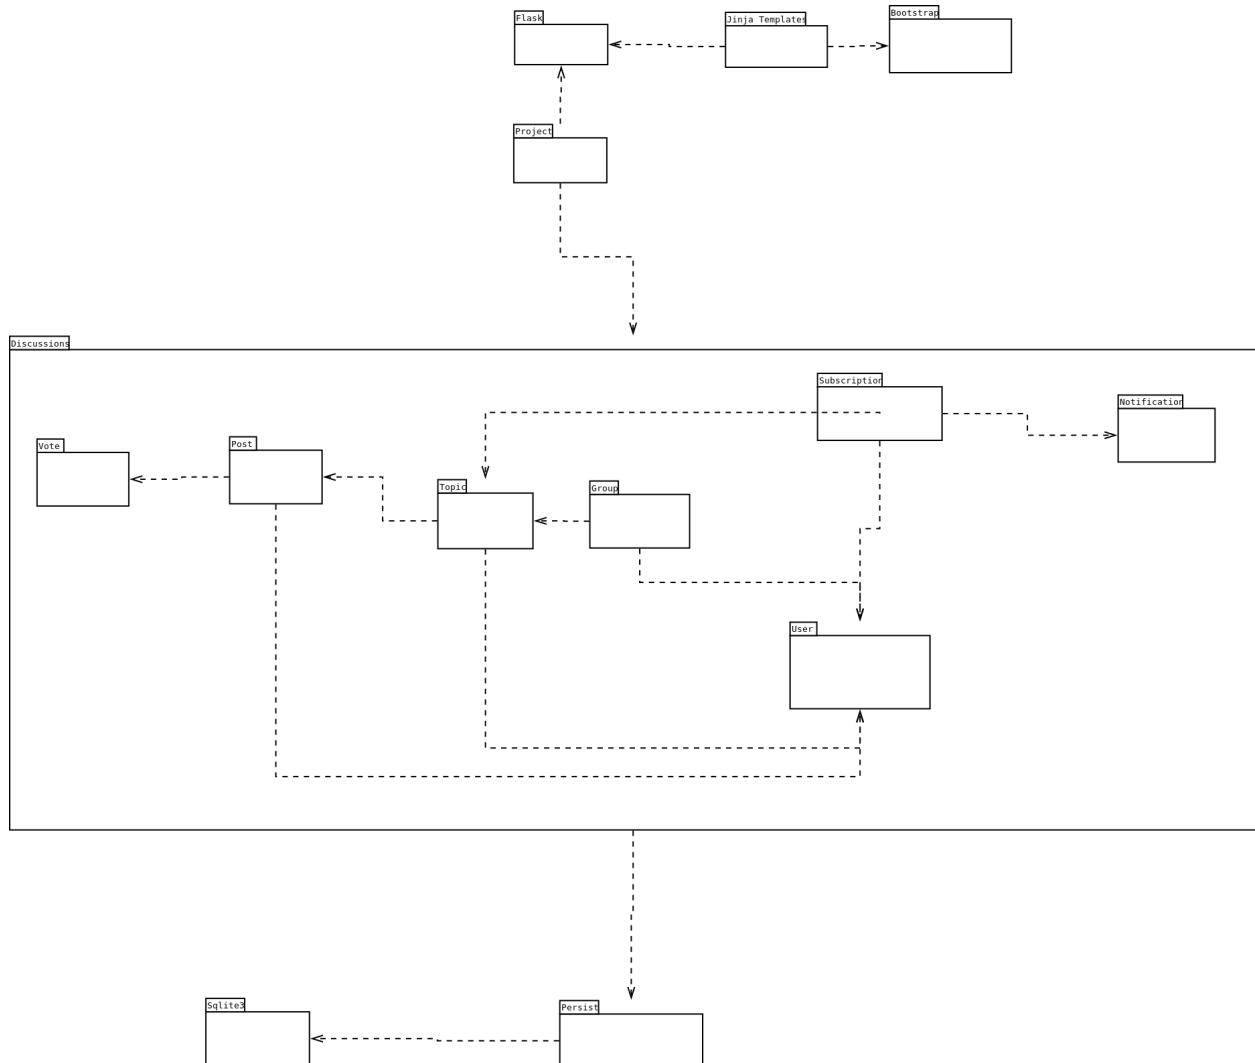 Flask
Jinja Templates
Bootstrap
Project
Discussions
Subscription
Notification
Vote
Post
Topic
Group
User
Sqlite3
Persist